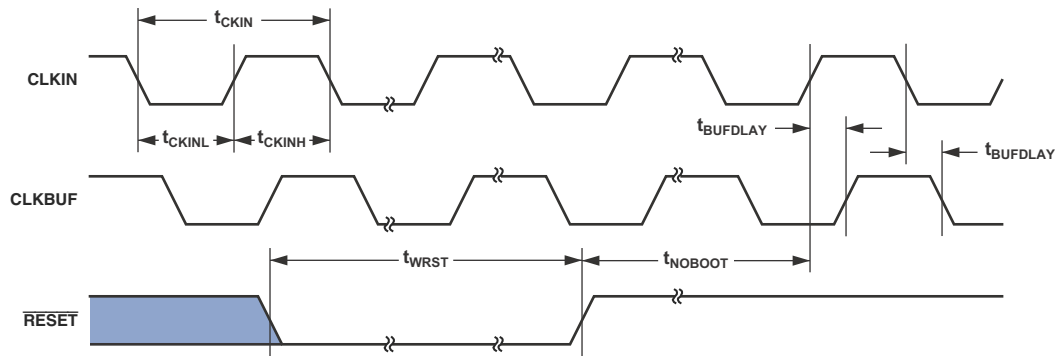 tCKIN
CLKIN
tCKINL tCKINH
tBUFDLAY
tBUFDLAY
CLKBUF
tWRST tNOBOOT
RESET